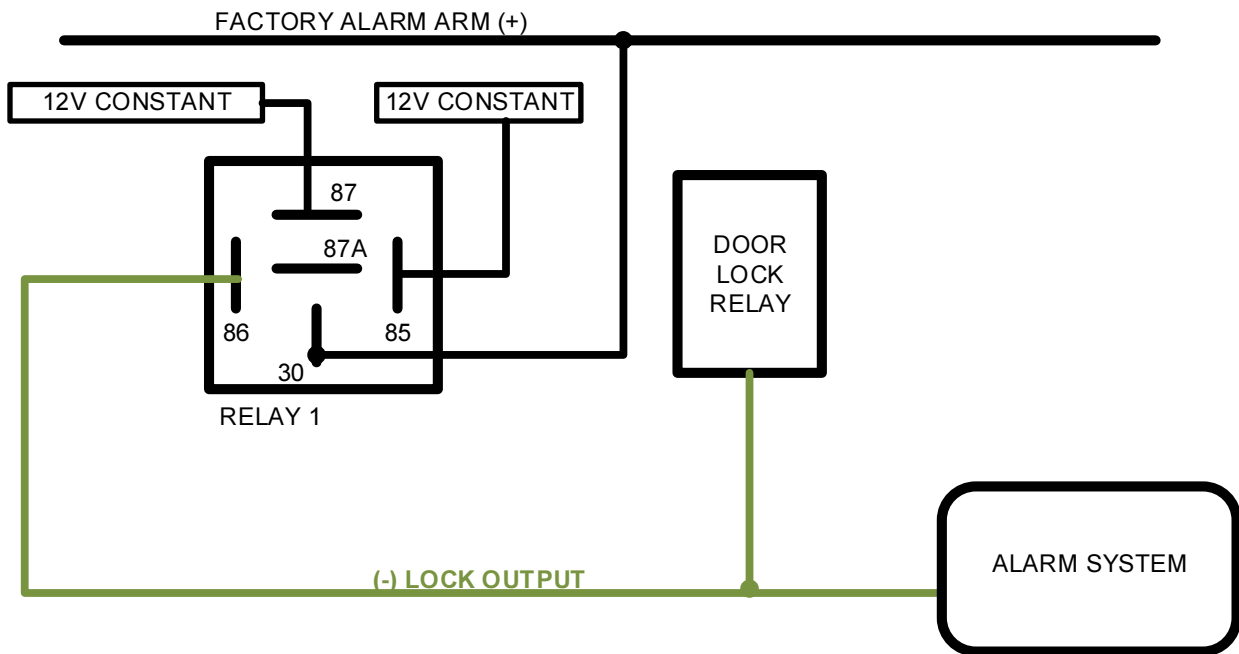 FACTORY ALARM ARM (+)
12V CONSTANT
12V CONSTANT
87
87A
86
85
30
RELAY 1
DOOR
LOCK
RELAY
(-) LOCK OUTPUT
ALARM SYSTEM